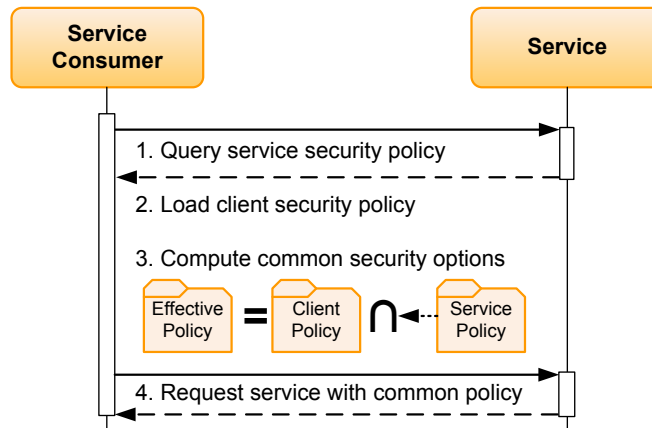 Service
Consumer
Service
1. Query service security policy
2. Load client security policy
3. Compute common security options
Effective
Policy
=
Client
Policy
∩
Service
Policy
4. Request service with common policy